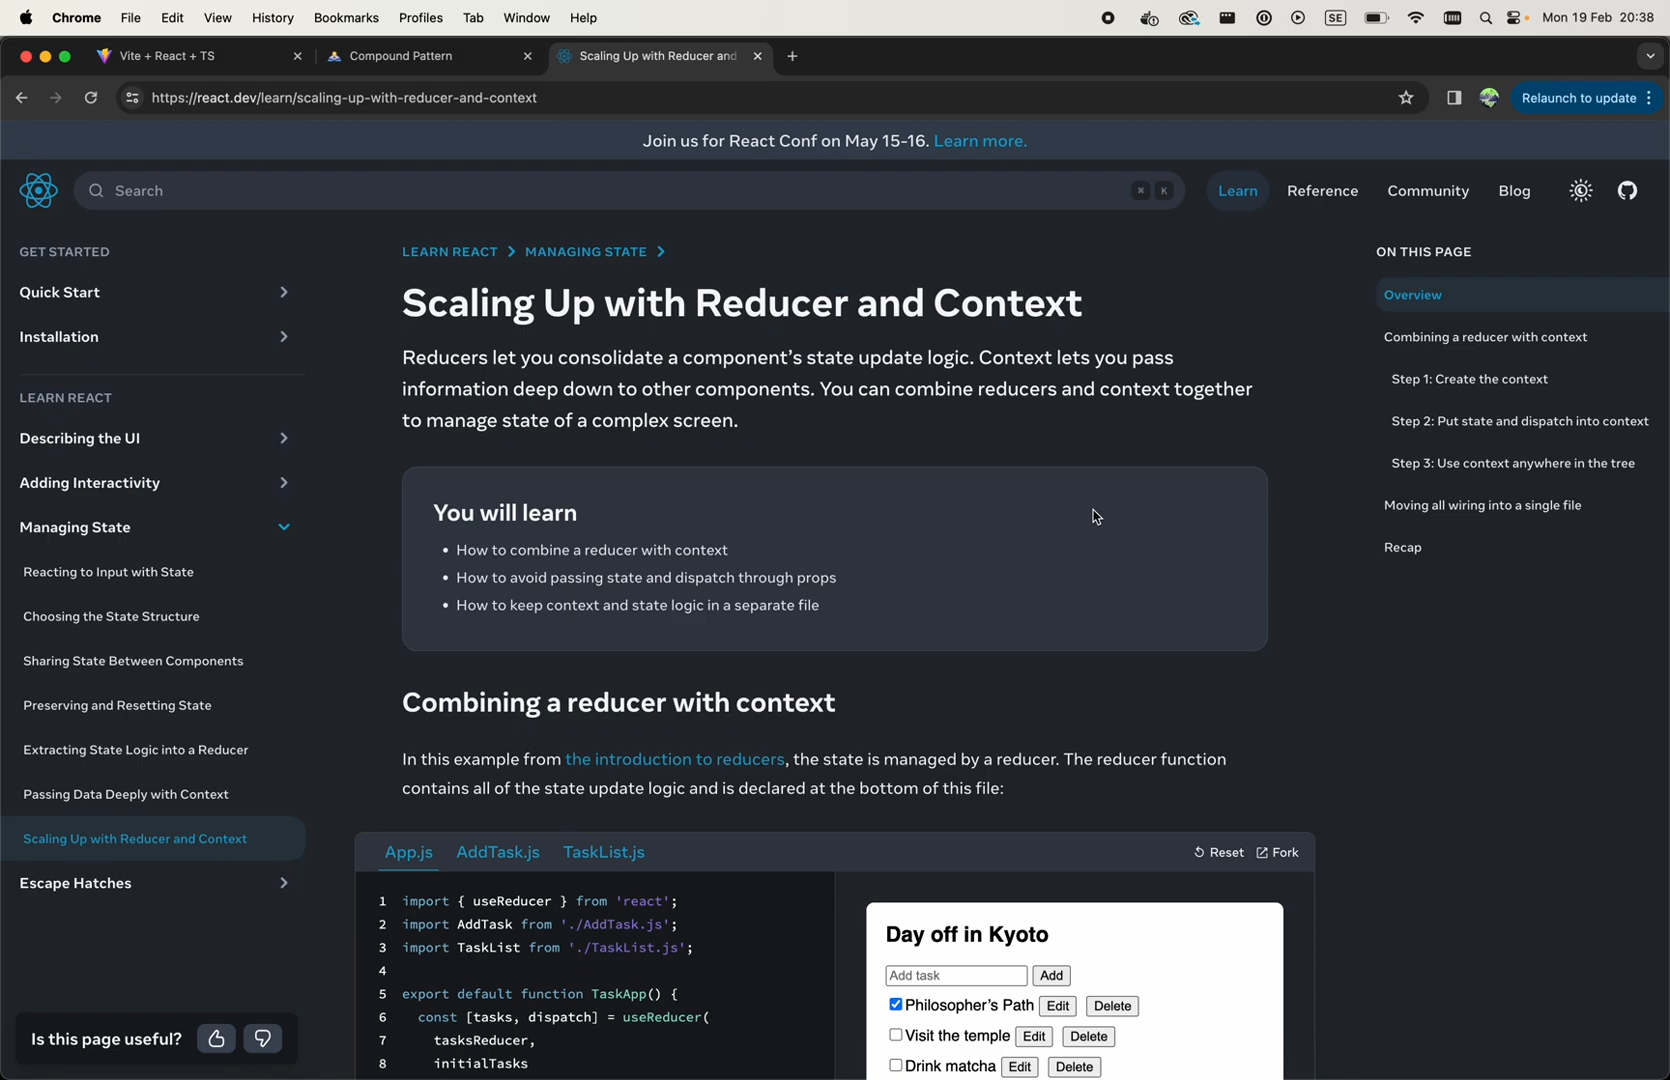 Chrome File Edit View History Bookmarks Profiles Tab Window Help SE Mon 19 Feb 20:38
Vite + React + TS Compound Pattern Scaling Up with Reducer and
https://react.dev/learn/scaling-up-with-reducer-and-context Relaunch to update
Join us for React Conf on May 15-16. Learn more.
Search ⌘ K Learn Reference Community Blog
GET STARTED
Quick Start
Installation
LEARN REACT
Describing the UI
Adding Interactivity
Managing State
Reacting to Input with State
Choosing the State Structure
Sharing State Between Components
Preserving and Resetting State
Extracting State Logic into a Reducer
Passing Data Deeply with Context
Scaling Up with Reducer and Context
Escape Hatches
Is this page useful?
LEARN REACT > MANAGING STATE >
Scaling Up with Reducer and Context
Reducers let you consolidate a component's state update logic. Context lets you pass
information deep down to other components. You can combine reducers and context together
to manage state of a complex screen.
You will learn
• How to combine a reducer with context
• How to avoid passing state and dispatch through props
• How to keep context and state logic in a separate file
Combining a reducer with context
In this example from the introduction to reducers, the state is managed by a reducer. The reducer function
contains all of the state update logic and is declared at the bottom of this file:
App.js AddTask.js TaskList.js Reset Fork
1 import { useReducer } from 'react';
2 import AddTask from './AddTask.js';
3 import TaskList from './TaskList.js';
4
5 export default function TaskApp() {
6 const [tasks, dispatch] = useReducer(
7 tasksReducer,
8 initialTasks
Day off in Kyoto
Add task Add
Philosopher's Path Edit Delete
Visit the temple Edit Delete
Drink matcha Edit Delete
ON THIS PAGE
Overview
Combining a reducer with context
Step 1: Create the context
Step 2: Put state and dispatch into context
Step 3: Use context anywhere in the tree
Moving all wiring into a single file
Recap